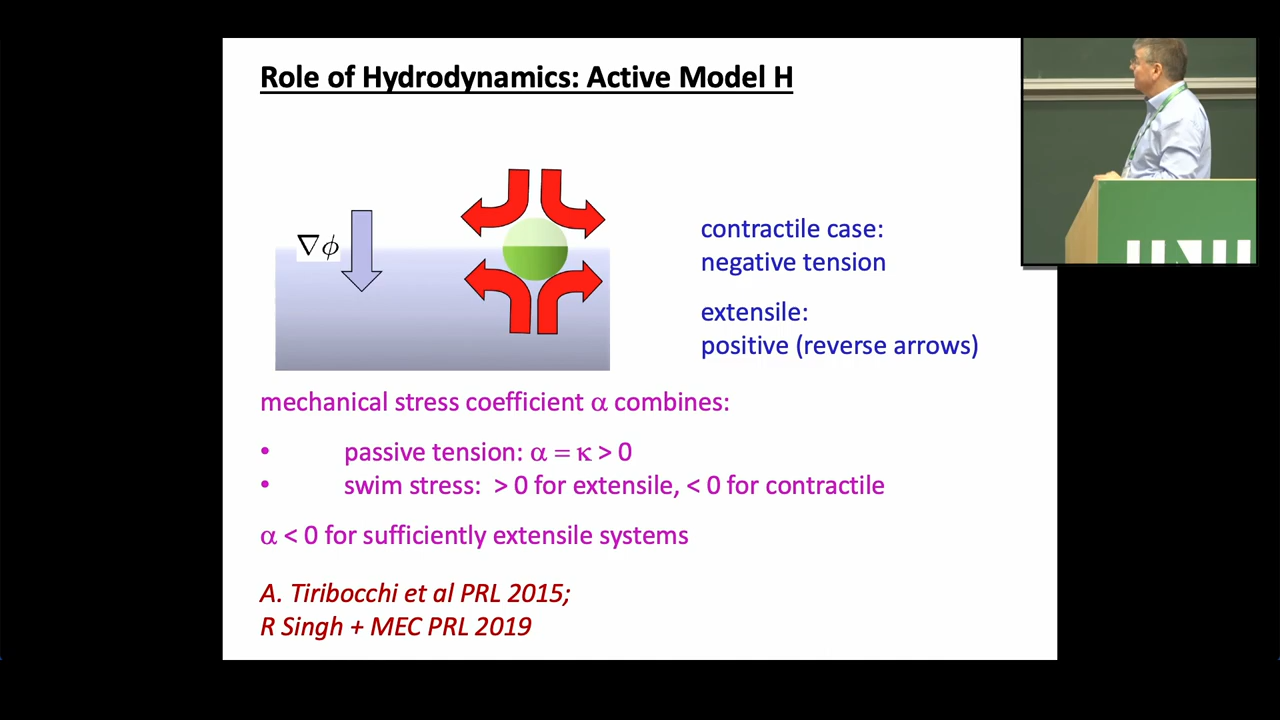 Role of Hydrodynamics: Active Model H
∇ϕ
contractile case:
negative tension
extensile:
positive (reverse arrows)
mechanical stress coefficient α combines:
• passive tension: α = κ > 0
• swim stress: > 0 for extensile, < 0 for contractile
α < 0 for sufficiently extensile systems
A. Tiribocchi et al PRL 2015;
R Singh + MEC PRL 2019